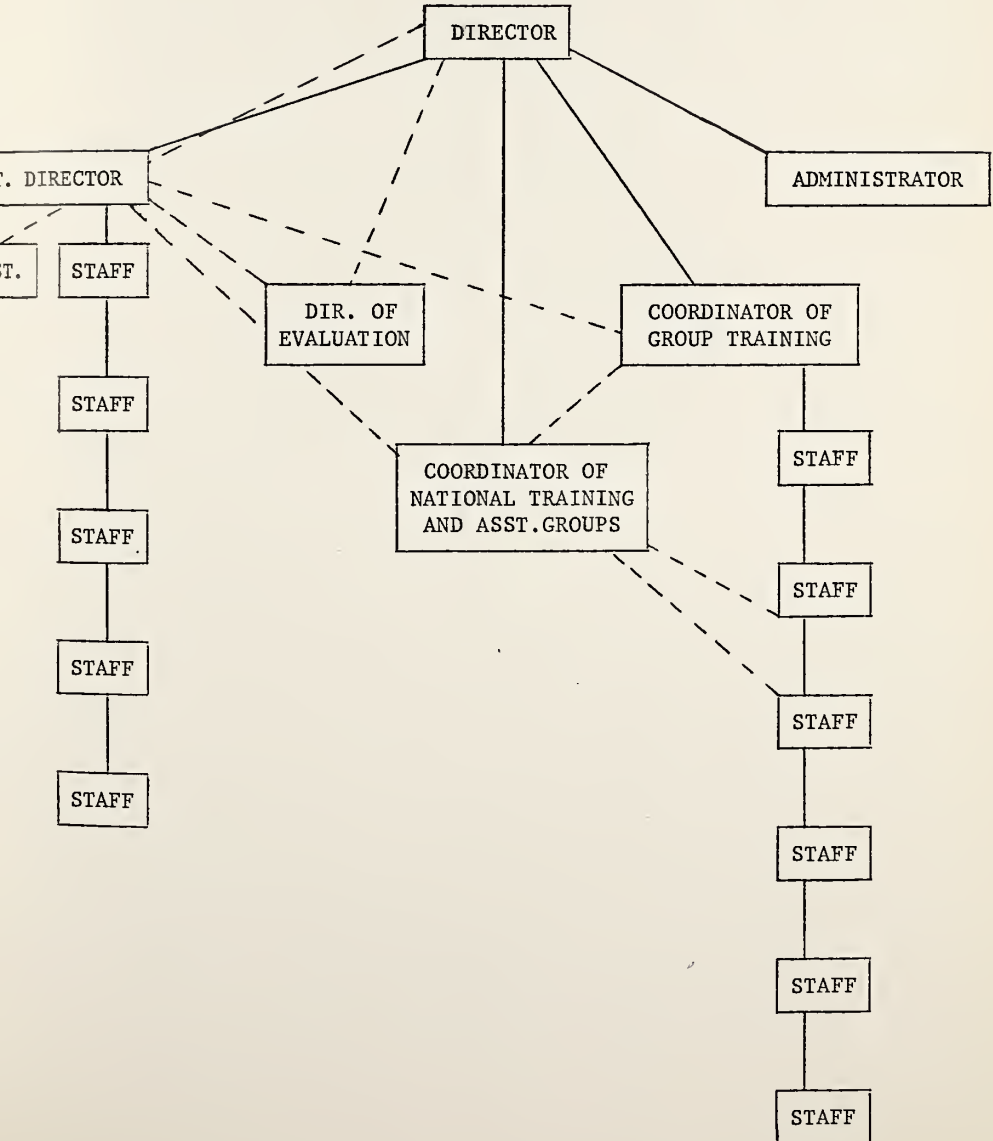 DIRECTOR
T. DIRECTOR
ADMINISTRATOR
ST.
STAFF
DIR. OF
EVALUATION
COORDINATOR OF
GROUP TRAINING
STAFF
COORDINATOR OF
NATIONAL TRAINING
AND ASST.GROUPS
STAFF
STAFF
STAFF
STAFF
STAFF
STAFF
STAFF
STAFF
STAFF